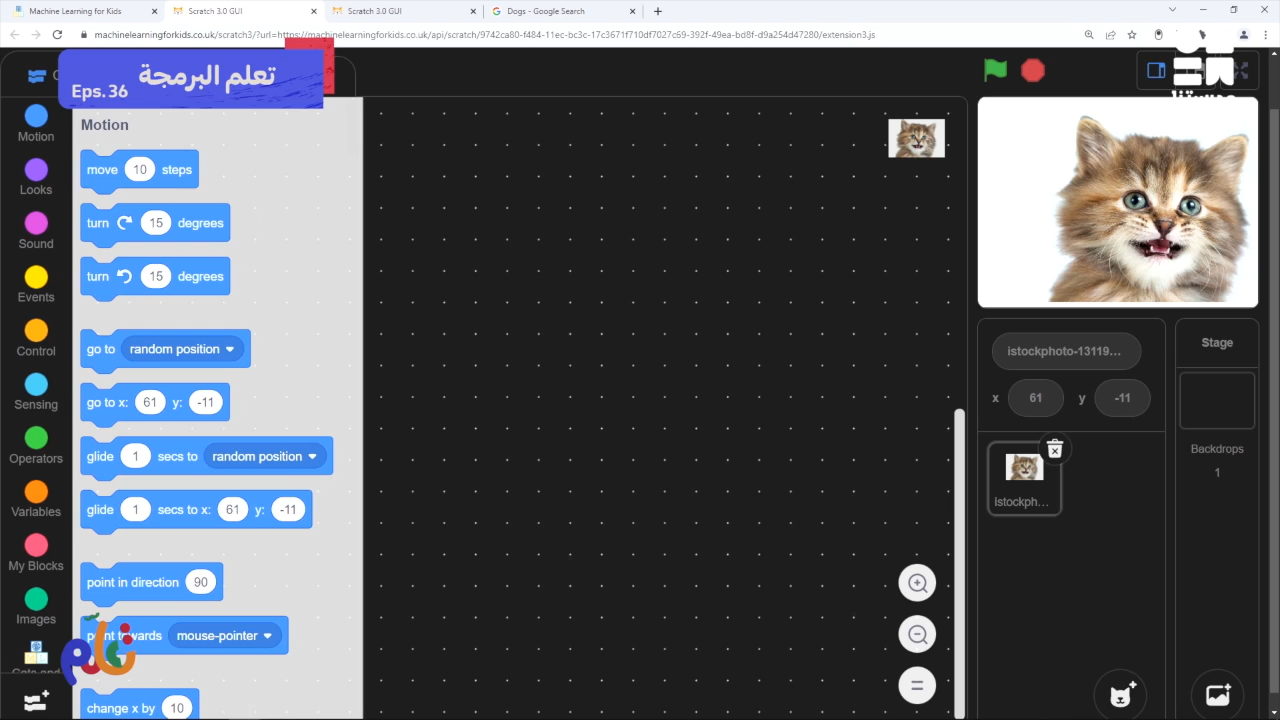 Machine Learning for Kids
Scratch 3.0 GUI
Scratch 3.0 GUI
Dogs - Google Search
machinelearningforkids.co.uk/scratch3/?url=https://machinelearningforkids.co.uk/api/scratch/9742ca80-f484-11ec-bc3c-17c3671f710df7027c69-392f-49ea-bd8f-d9a254d47280/extension3.js
تعلم البرمجة
Eps.36
Motion
Looks
Sound
Events
Control
Sensing
Operators
Variables
My Blocks
Images
Motion
move 10 steps
turn 15 degrees
turn 15 degrees
go to random position
go to x: 61 y: -11
glide 1 secs to random position
glide 1 secs to x: 61 y: -11
point in direction 90
point towards mouse-pointer
change x by 10
istockphoto-13119...
x 61 y -11
istockph...
Stage
Backdrops
1